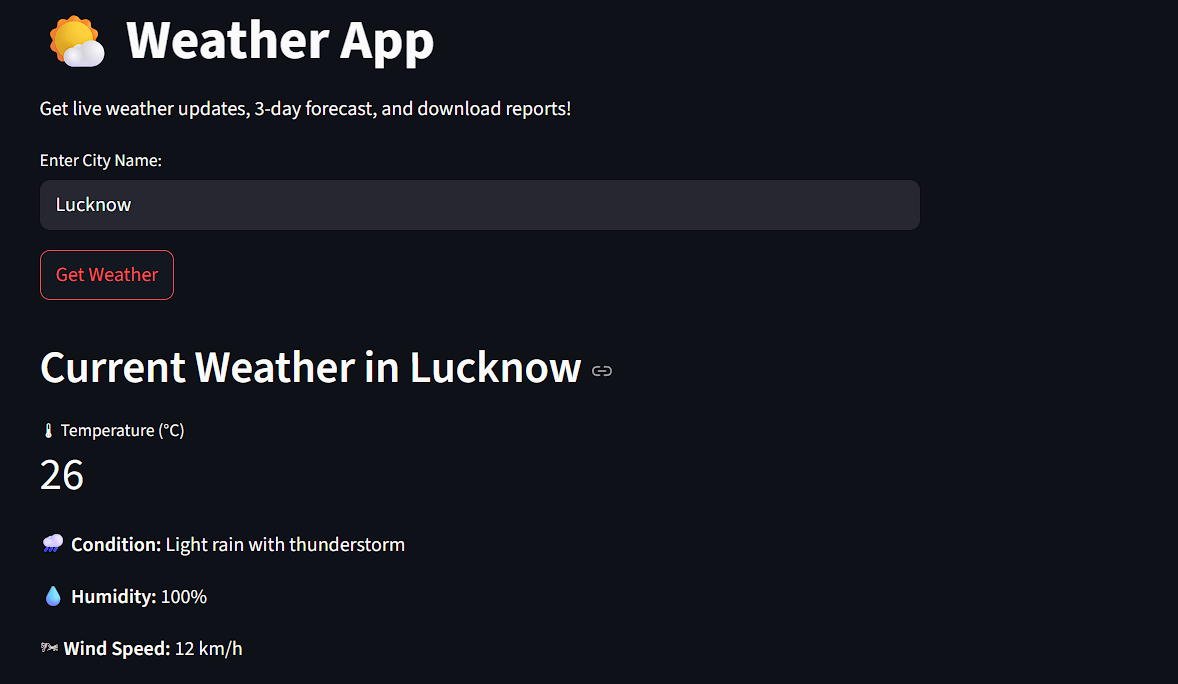 Weather App
Get live weather updates, 3-day forecast, and download reports!
Enter City Name:
Lucknow
Get Weather
Current Weather in Lucknow
Temperature (°C)
26
Condition: Light rain with thunderstorm
Humidity: 100%
Wind Speed: 12 km/h